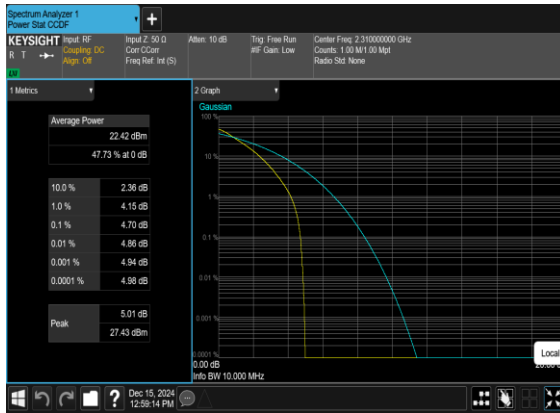 Spectrum Analyzer 1
Power Stat CCDF
KEYSIGHT
R T
LXI
Input: RF
Coupling: DC
Align: Off
Input Z: 50 Ω
Corr CCorr
Freq Ref: Int (S)
Atten: 10 dB
Trig: Free Run
#IF Gain: Low
Center Freq: 2.310000000 GHz
Counts: 1.00 M/1.00 Mpt
Radio Std: None
1 Metrics
Average Power
22.42 dBm
47.73 % at 0 dB
10.0 % 2.36 dB
1.0 % 4.15 dB
0.1 % 4.70 dB
0.01 % 4.86 dB
0.001 % 4.94 dB
0.0001 % 4.98 dB
Peak
5.01 dB
27.43 dBm
2 Graph
Gaussian
100 %
10 %
1 %
0.1 %
0.01 %
0.001 %
0.0001 %
0.00 dB
Info BW 10.000 MHz
Local
Dec 15, 2024
12:59:14 PM